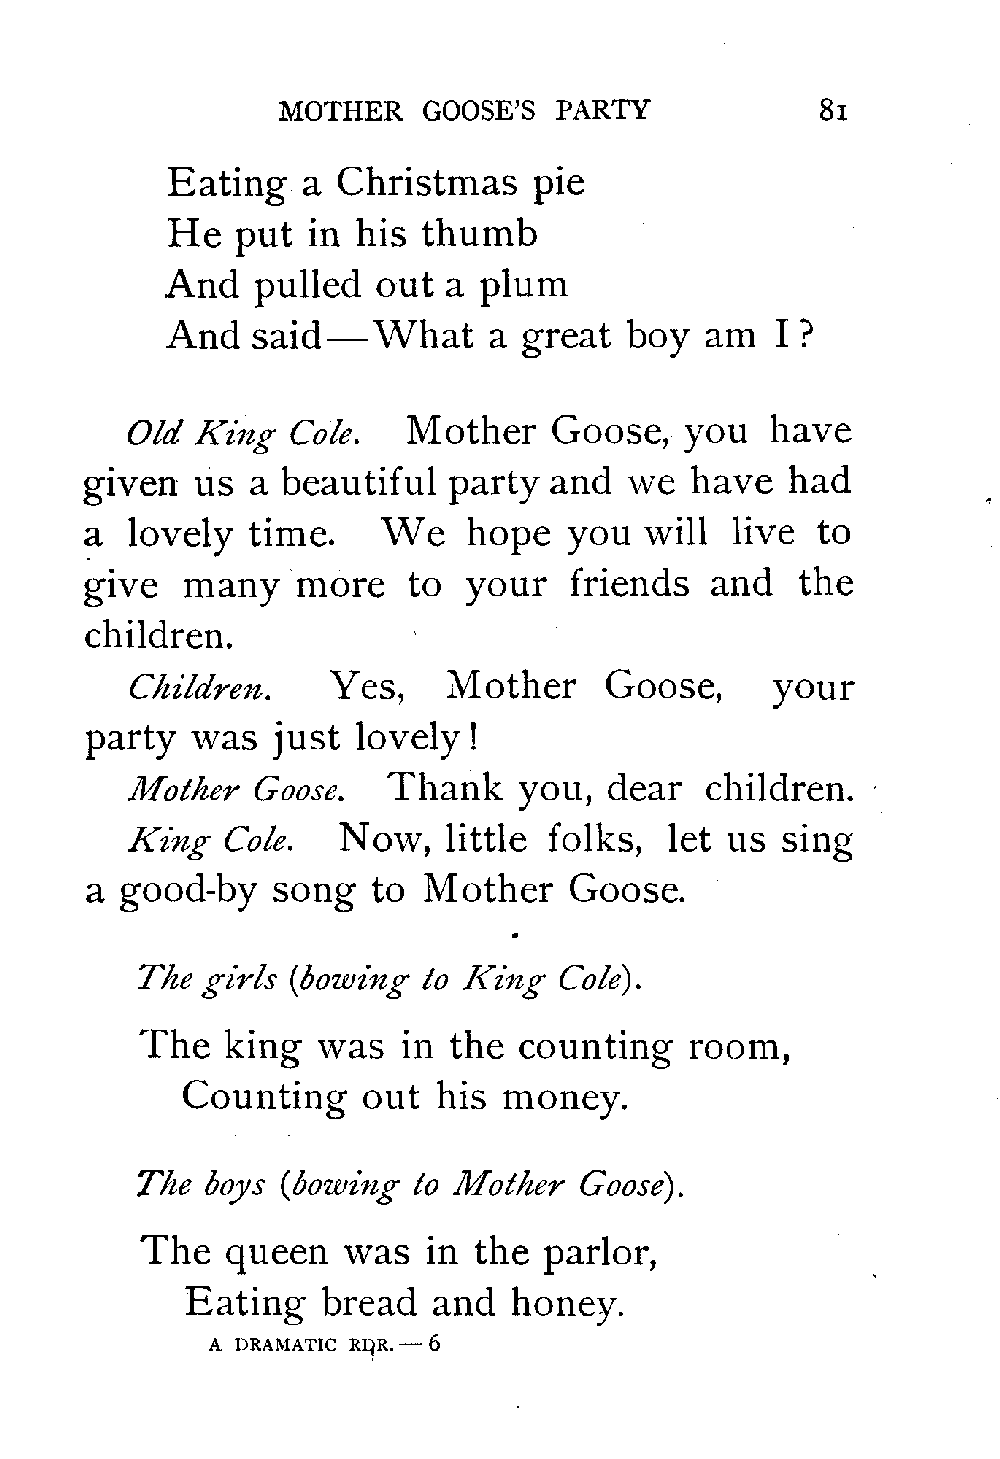 MOTHER GOOSE'S PARTY 81
Eating a Christmas pie
He put in his thumb
And pulled out a plum
And said—What a great boy am I?
Old King Cole. Mother Goose, you have
given us a beautiful party and we have had
a lovely time. We hope you will live to
give many more to your friends and the
children.
Children. Yes, Mother Goose, your
party was just lovely!
Mother Goose. Thank you, dear children.
King Cole. Now, little folks, let us sing
a good-by song to Mother Goose.
The girls (bowing to King Cole).
The king was in the counting room,
Counting out his money.
The boys (bowing to Mother Goose).
The queen was in the parlor,
Eating bread and honey.
A DRAMATIC RDR.—6